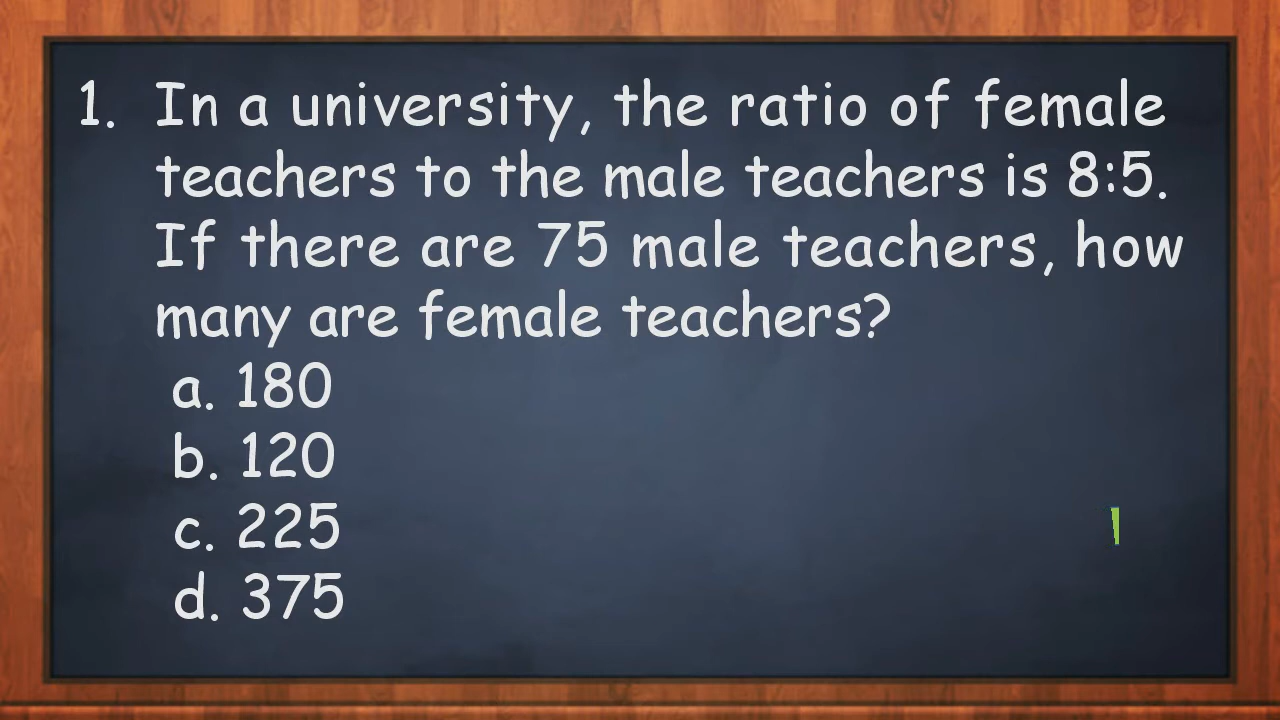 1. In a university, the ratio of female
teachers to the male teachers is 8:5.
If there are 75 male teachers, how
many are female teachers?
a. 180
b. 120
c. 225
d. 375